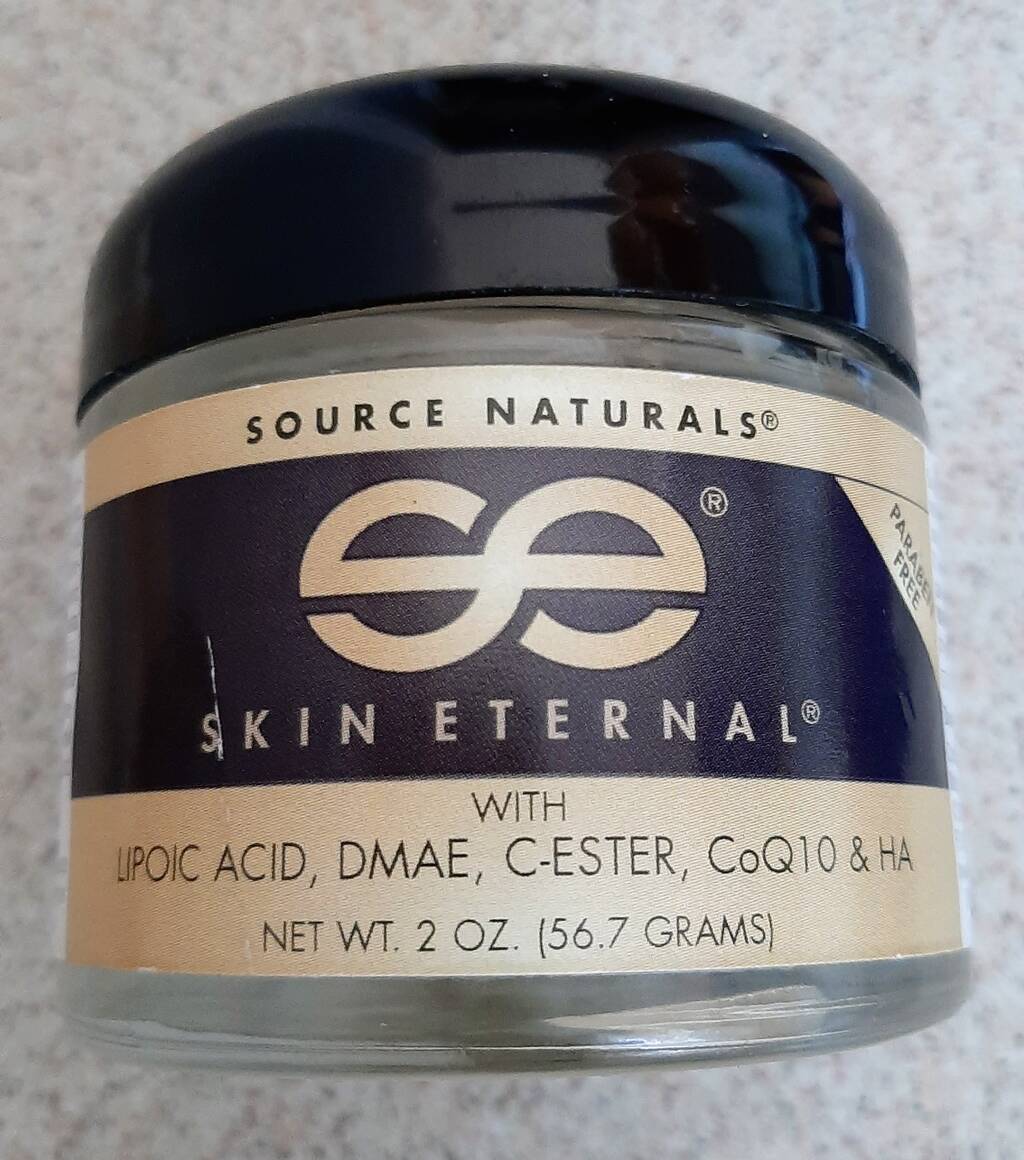 SOURCE NATURALS®
se®
PARABEN
FREE
SKIN ETERNAL®
WITH
LIPOIC ACID, DMAE, C-ESTER, CoQ10 & HA
NET WT. 2 OZ. (56.7 GRAMS)